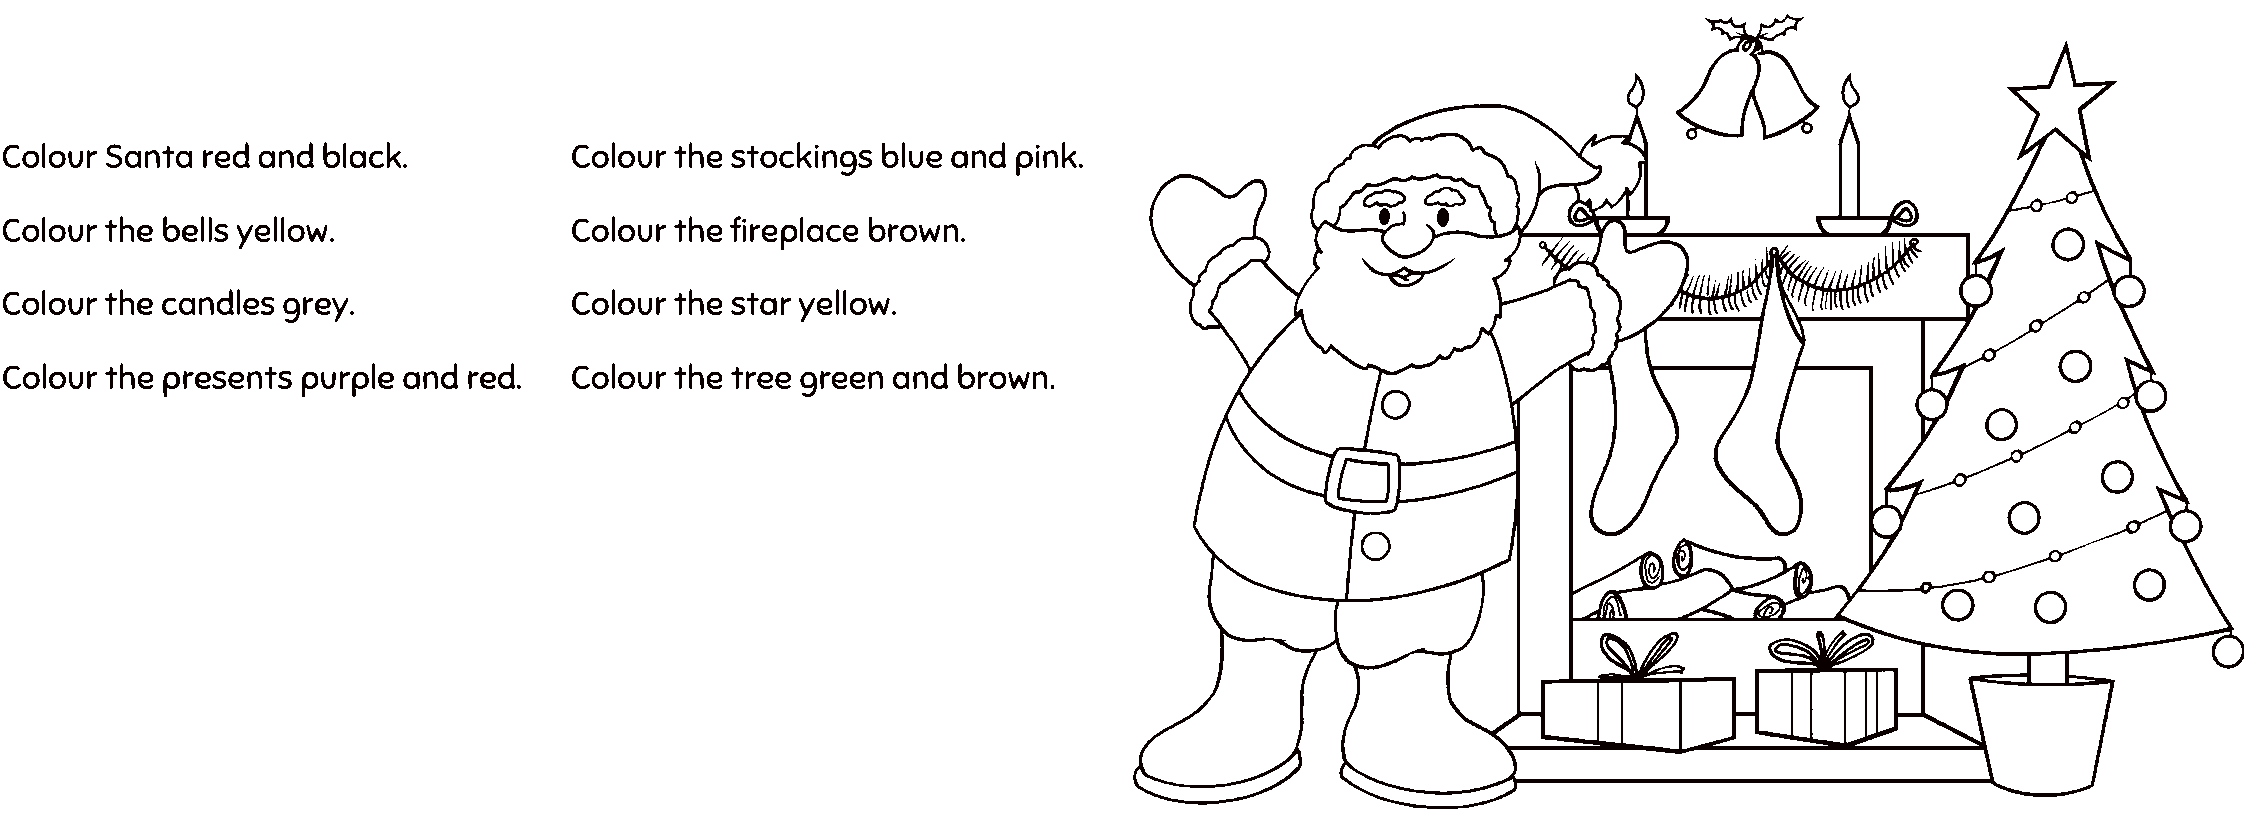 Colour Santa red and black.
Colour the bells yellow.
Colour the candles grey.
Colour the presents purple and red.
Colour the stockings blue and pink.
Colour the fireplace brown.
Colour the star yellow.
Colour the tree green and brown.